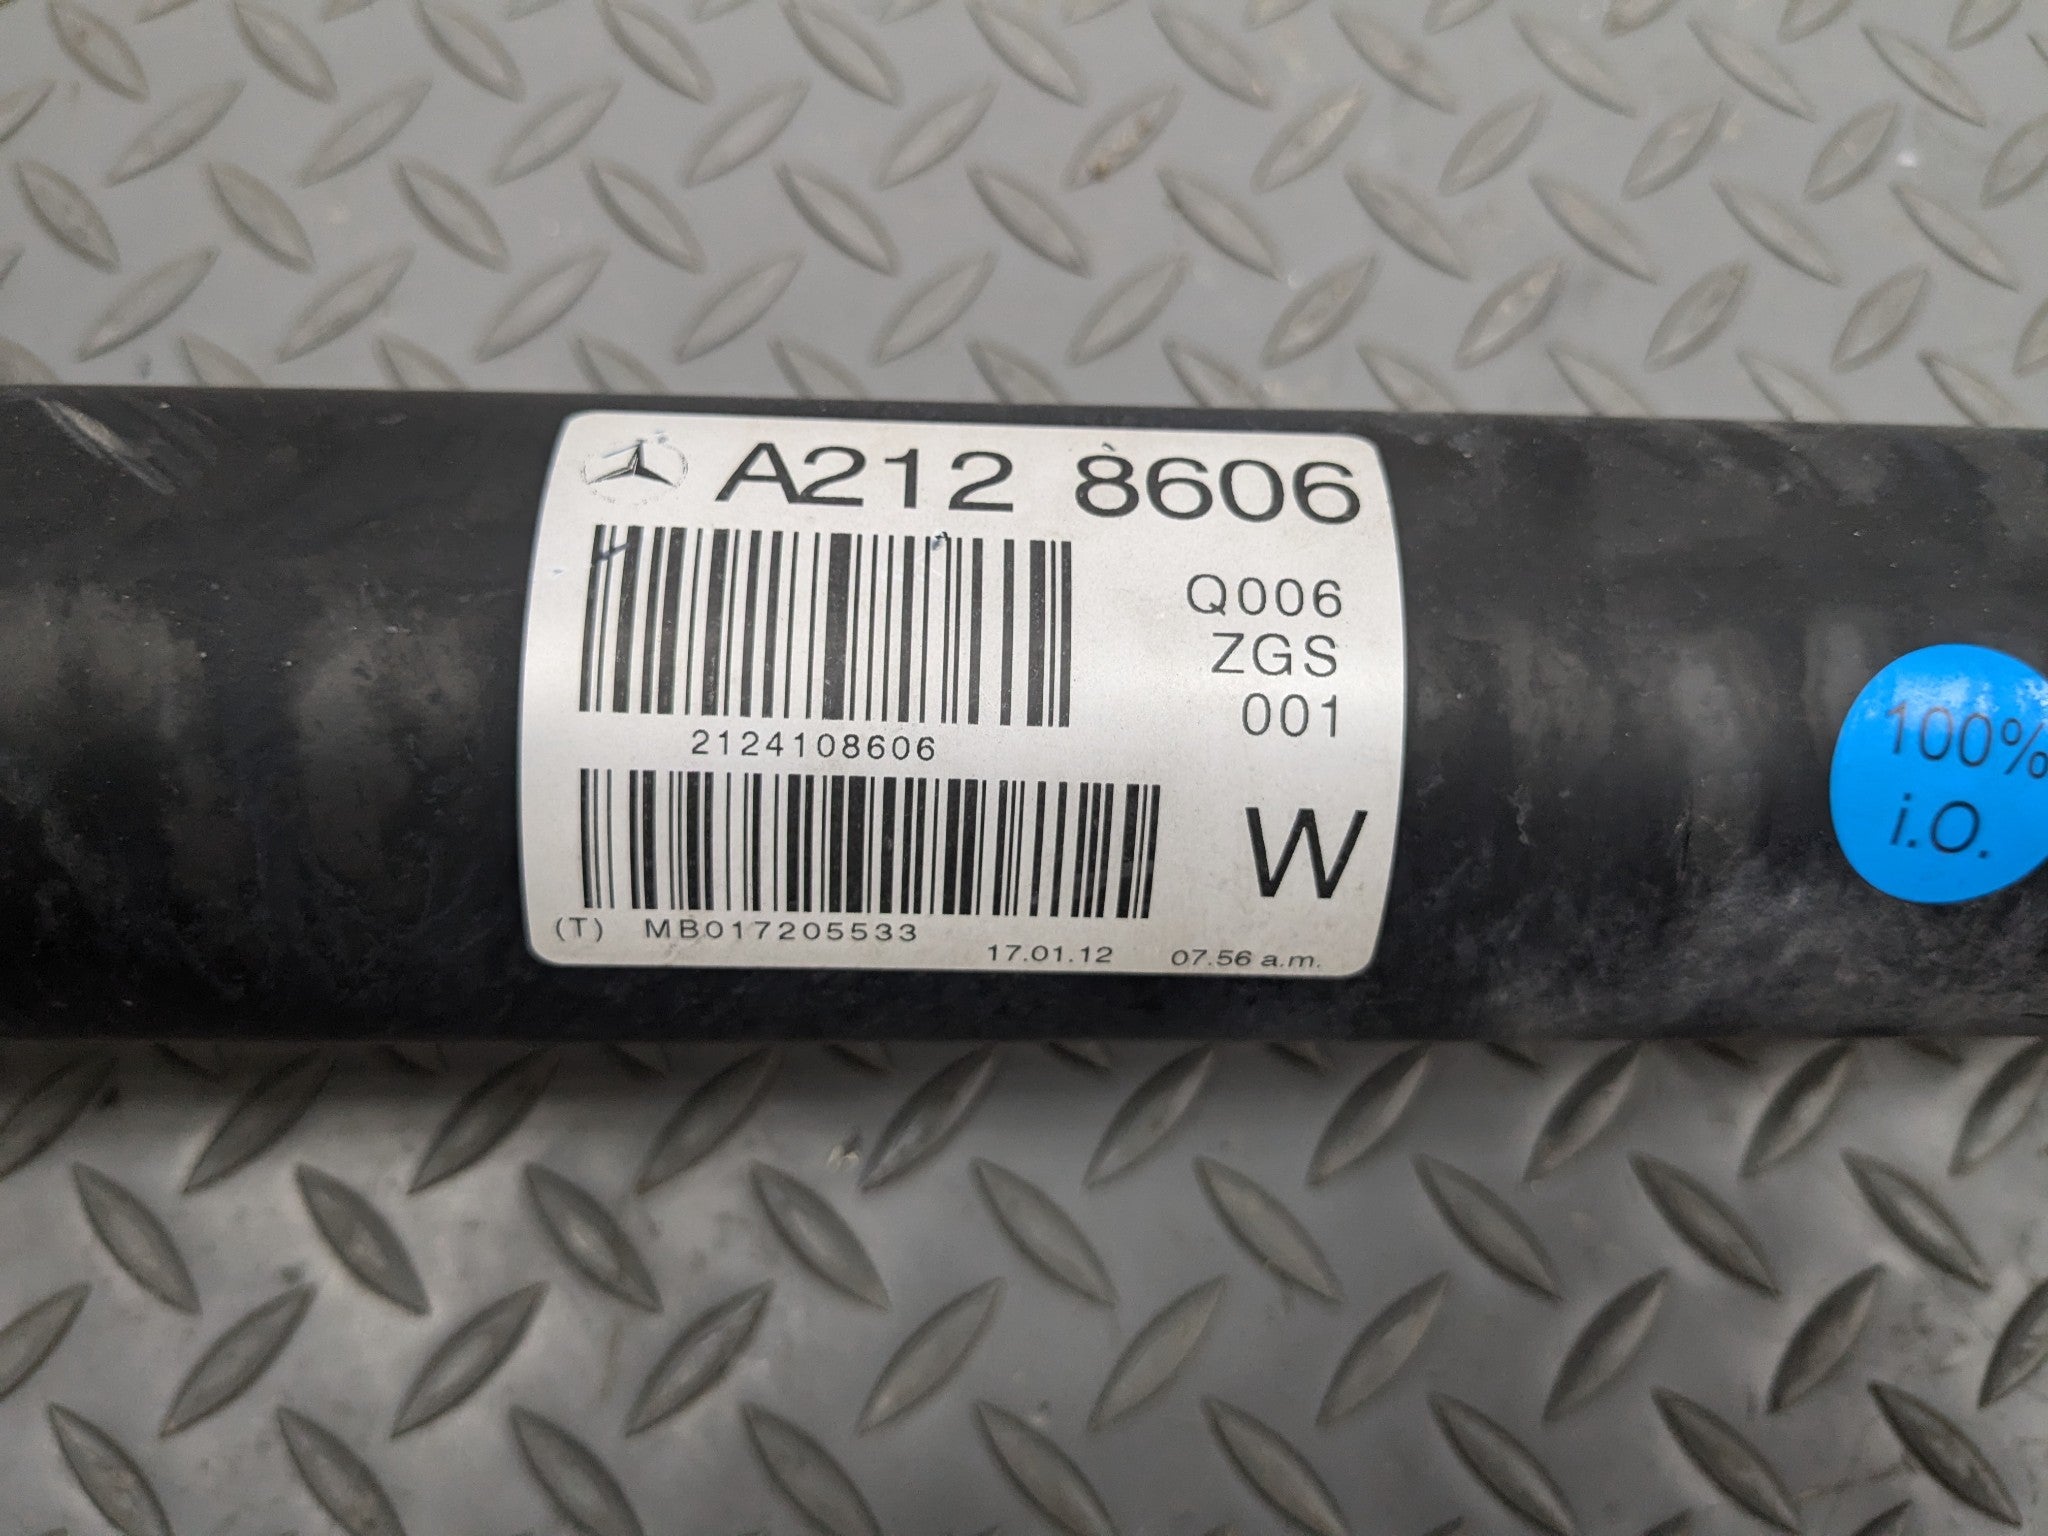 A212 8606
Q006
ZGS
001
2124108606
W
(T) MB017205533
17.01.12 07.56 a.m.
100%
i.O.